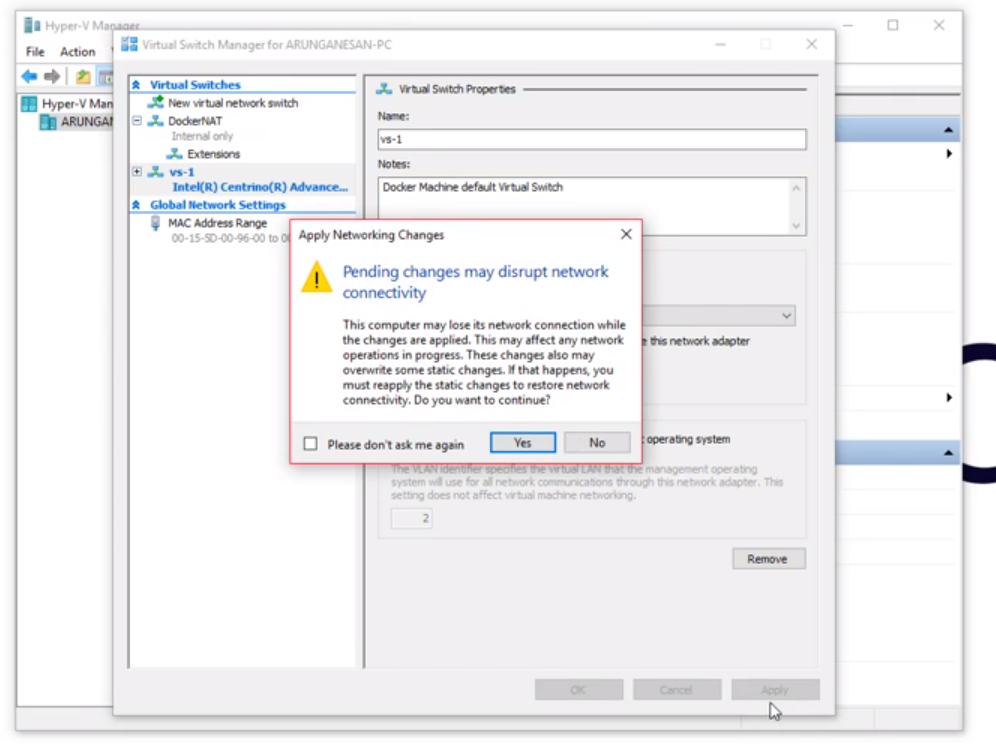 Hyper-V Manager
File Action
Virtual Switch Manager for ARUNGANESAN-PC
Hyper-V Man
ARUNGAN
Virtual Switches
New virtual network switch
DockerNAT
Internal only
Extensions
vs-1
Intel(R) Centrino(R) Advance...
Global Network Settings
MAC Address Range
00-15-5D-00-96-00 to 00
Virtual Switch Properties
Name:
vs-1
Notes:
Docker Machine default Virtual Switch
Apply Networking Changes
Pending changes may disrupt network
connectivity
This computer may lose its network connection while
the changes are applied. This may affect any network
operations in progress. These changes also may
overwrite some static changes. If that happens, you
must reapply the static changes to restore network
connectivity. Do you want to continue?
Please don't ask me again
Yes
No
this network adapter
operating system
The VLAN identifier specifies the virtual LAN that the management operating
system will use for all network communications through this network adapter. This
setting does not affect virtual machine networking.
2
Remove
OK
Cancel
Apply